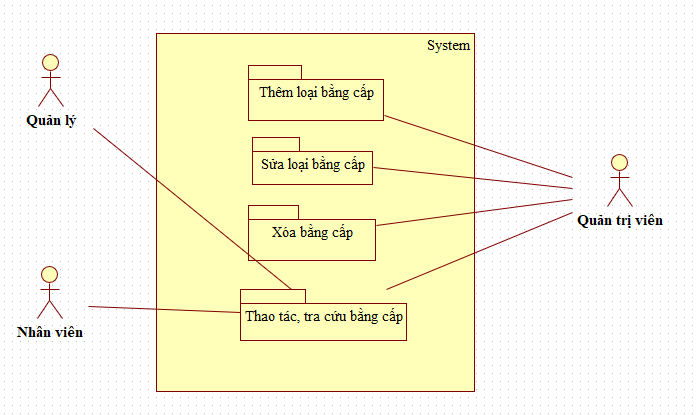 System
Quản lý
Thêm loại bằng cấp
Sửa loại bằng cấp
Quản trị viên
Xóa bằng cấp
Thao tác, tra cứu bằng cấp
Nhân viên